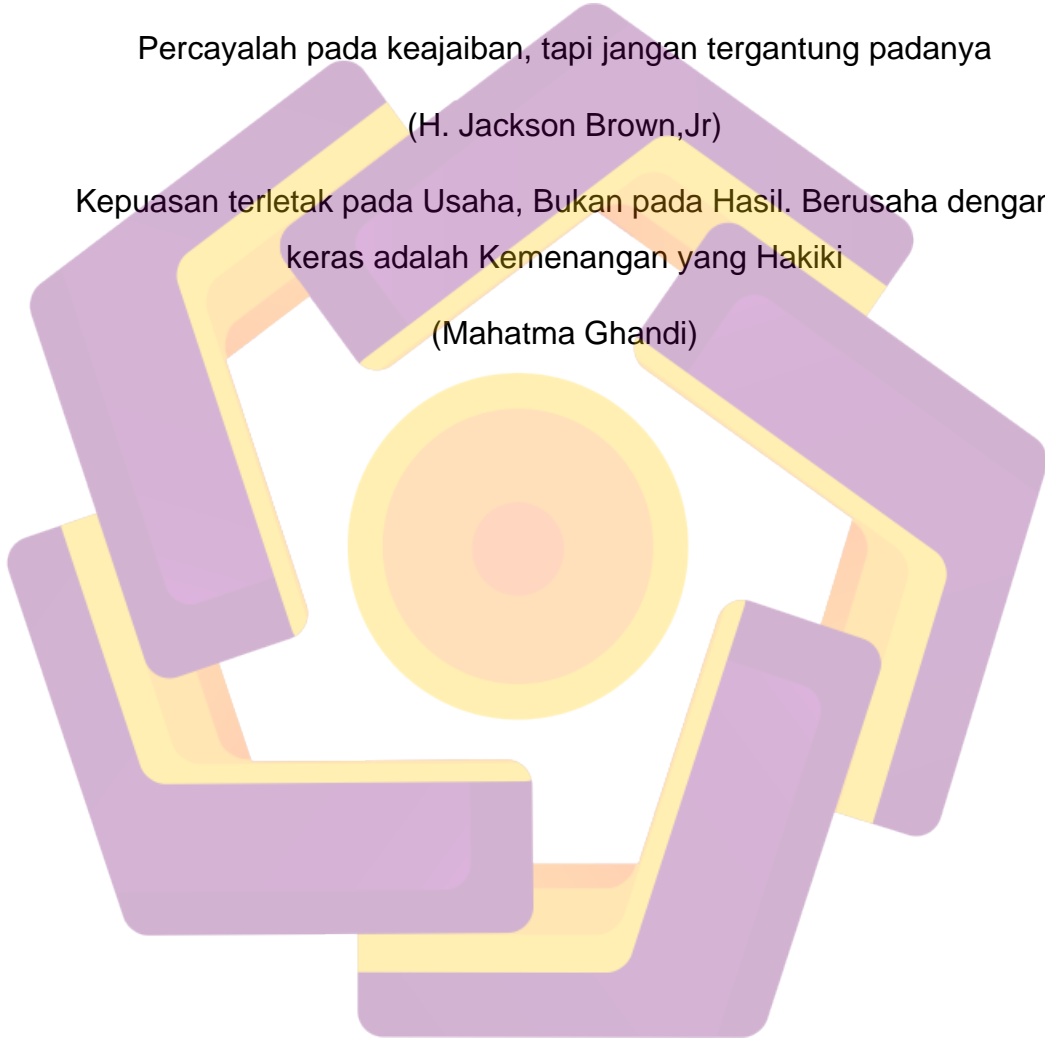 Percayalah pada keajaiban, tapi jangan tergantung padanya
(H. Jackson Brown,Jr)
Kepuasan terletak pada Usaha, Bukan pada Hasil. Berusaha dengan
keras adalah Kemenangan yang Hakiki
(Mahatma Ghandi)